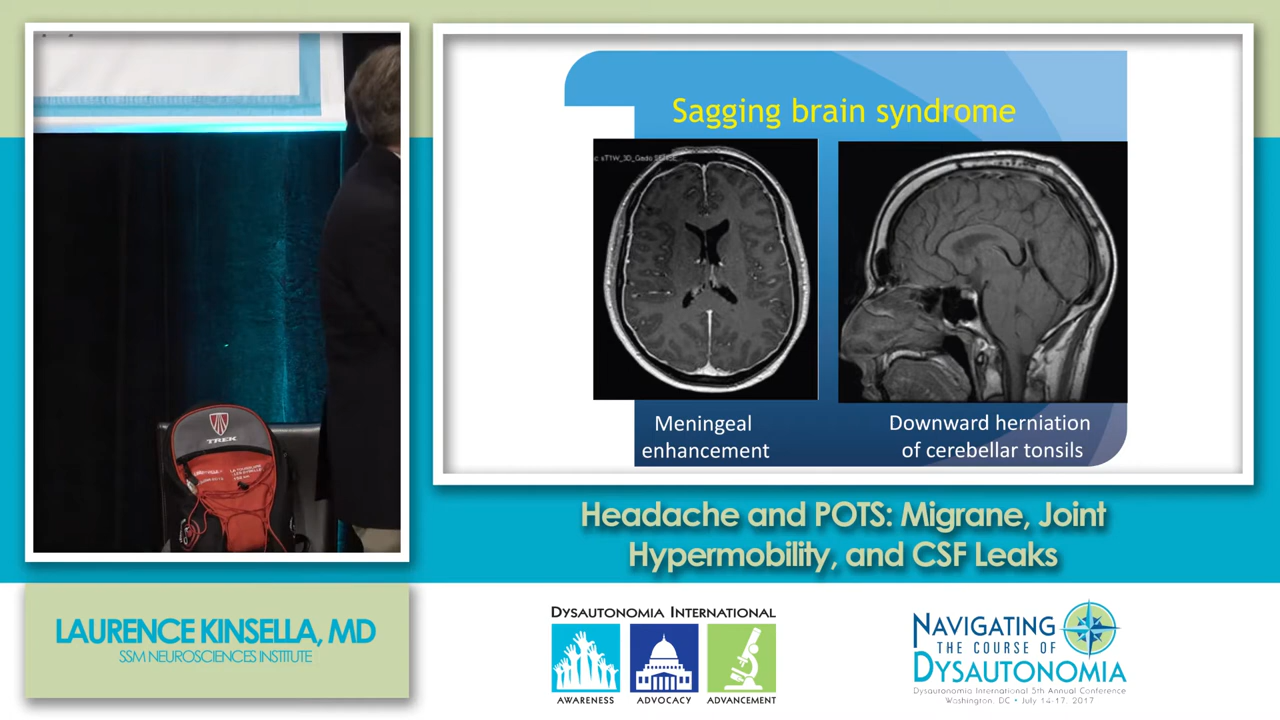 Sagging brain syndrome
Meningeal
enhancement
Downward herniation
of cerebellar tonsils
TREK
Headache and POTS: Migrane, Joint
Hypermobility, and CSF Leaks
LAURENCE KINSELLA, MD
SSM NEUROSCIENCES INSTITUTE
DYSAUTONOMIA INTERNATIONAL
AWARENESS
ADVOCACY
ADVANCEMENT
NAVIGATING
THE COURSE OF
DYSAUTONOMIA
Dysautonomia International 5th Annual Conference
Washington, DC • July 14-17, 2017